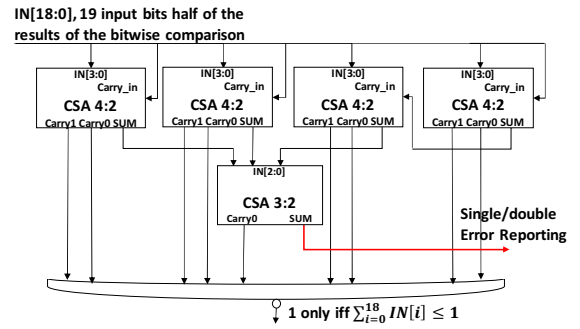 IN[18:0], 19 input bits half of the
results of the bitwise comparison
IN[3:0] IN[3:0] IN[3:0] IN[3:0]
Carry_in Carry_in Carry_in Carry_in
CSA 4:2 CSA 4:2 CSA 4:2 CSA 4:2
Carry1 Carry0 SUM Carry1 Carry0 SUM Carry1 Carry0 SUM Carry1 Carry0 SUM
IN[2:0]
CSA 3:2
Carry0 SUM
Single/double
Error Reporting
1 only iff ∑_{i=0}^{18} IN[i] ≤ 1